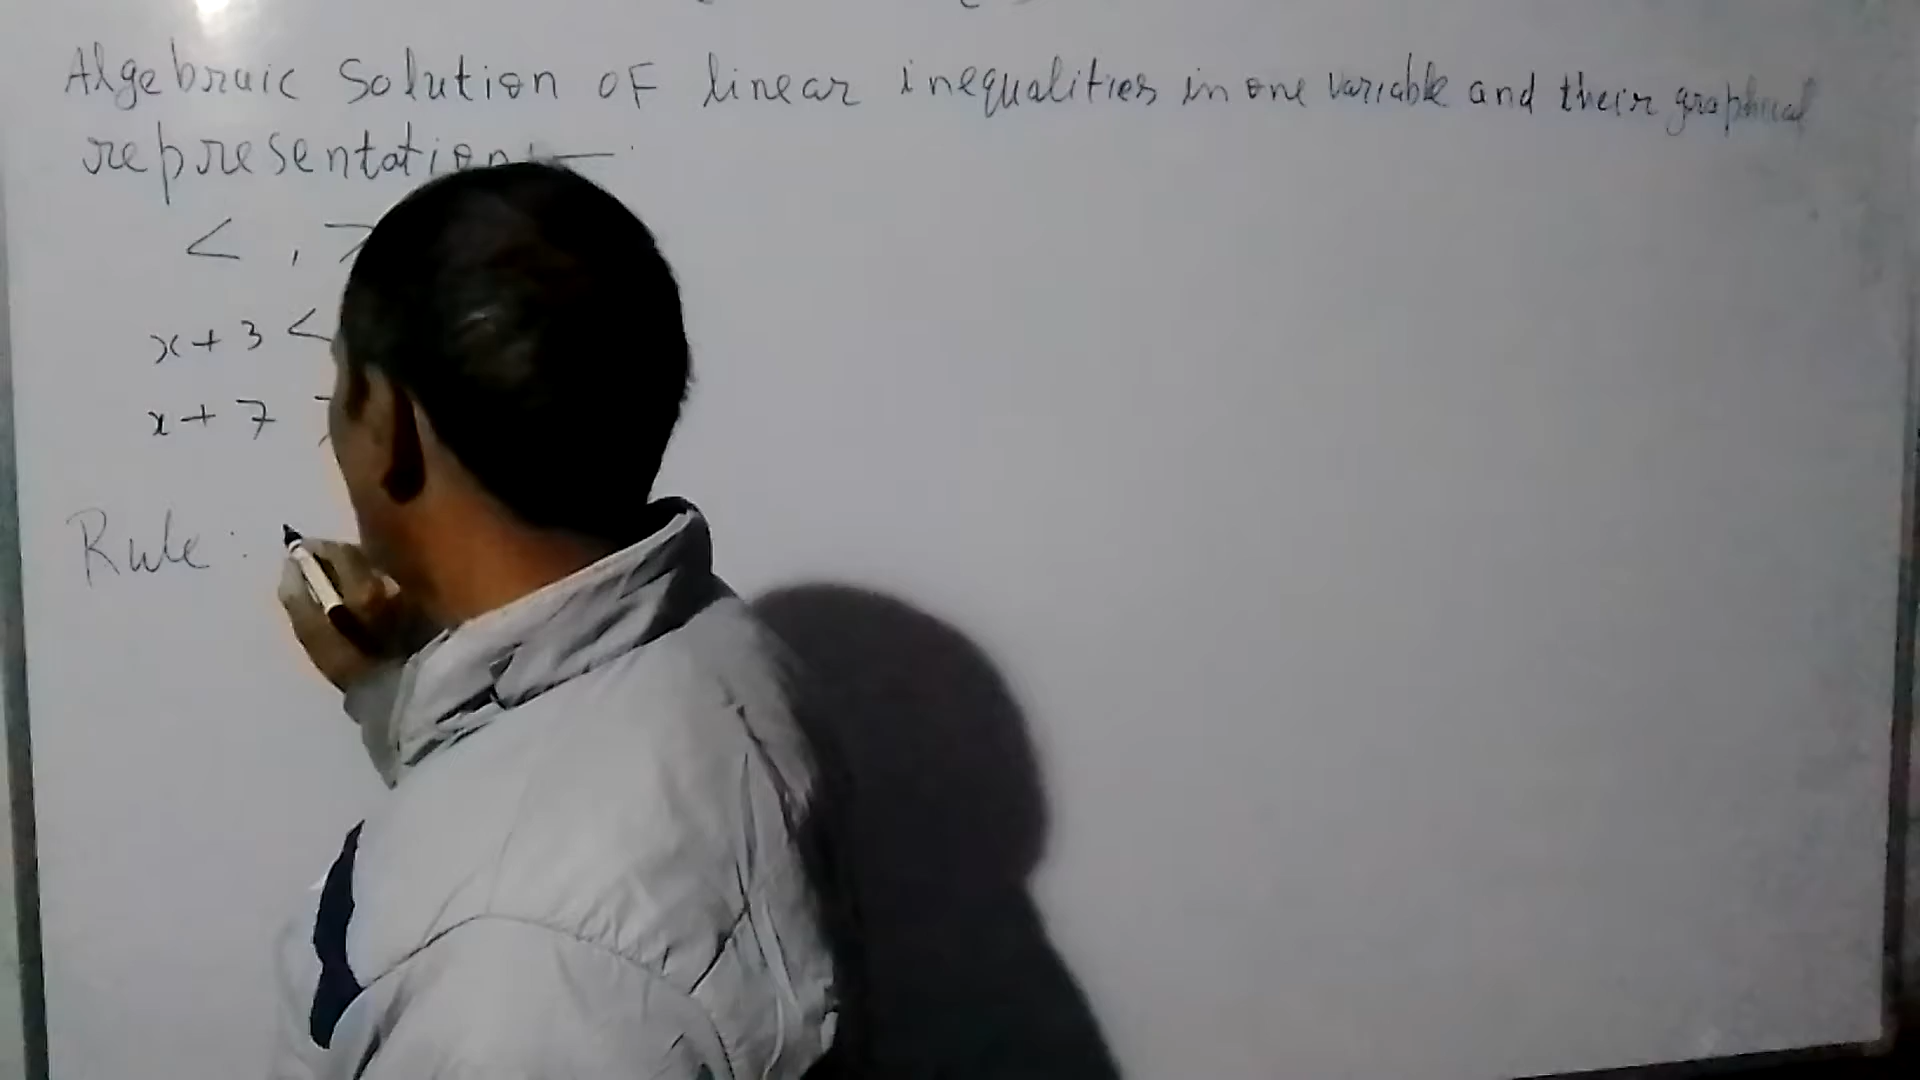 Algebraic Solution OF linear inequalities in one variable and their graphical
representation:—
< , >
x + 3 <
x + 7
Rule :